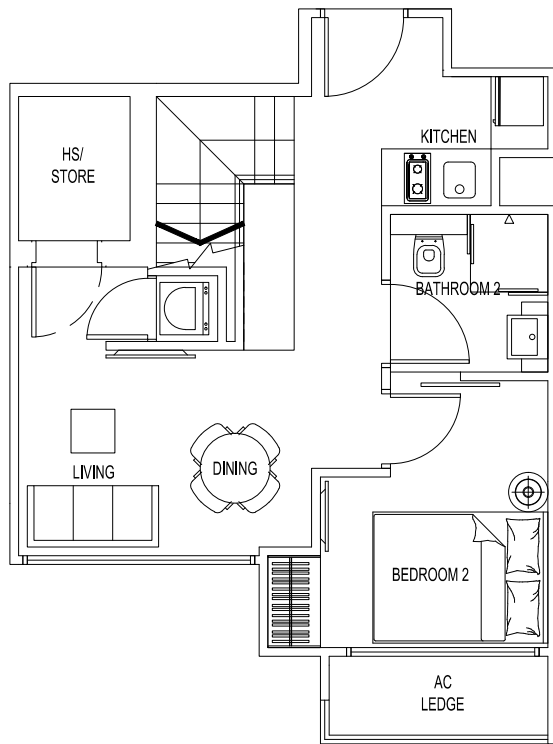 KITCHEN
HS/
STORE
BATHROOM 2
LIVING
DINING
BEDROOM 2
AC
LEDGE